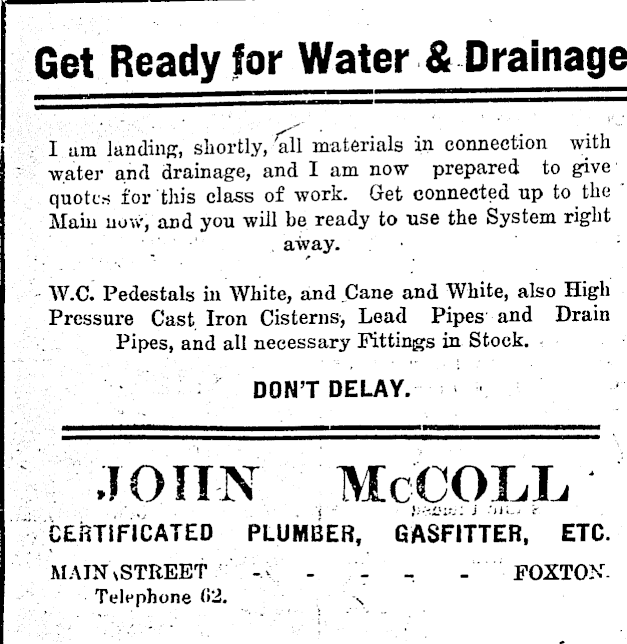 Get Ready for Water & Drainage
I am landing, shortly, all materials in connection with
water and drainage, and I am now prepared to give
quotes for this class of work. Get connected up to the
Main now, and you will be ready to use the System right
away.
W.C. Pedestals in White, and Cane and White, also High
Pressure Cast Iron Cisterns, Lead Pipes and Drain
Pipes, and all necessary Fittings in Stock.
DON'T DELAY.
JOHN McCOLL
CERTIFICATED PLUMBER, GASFITTER, ETC.
MAIN STREET - - - - - FOXTON.
Telephone 62.